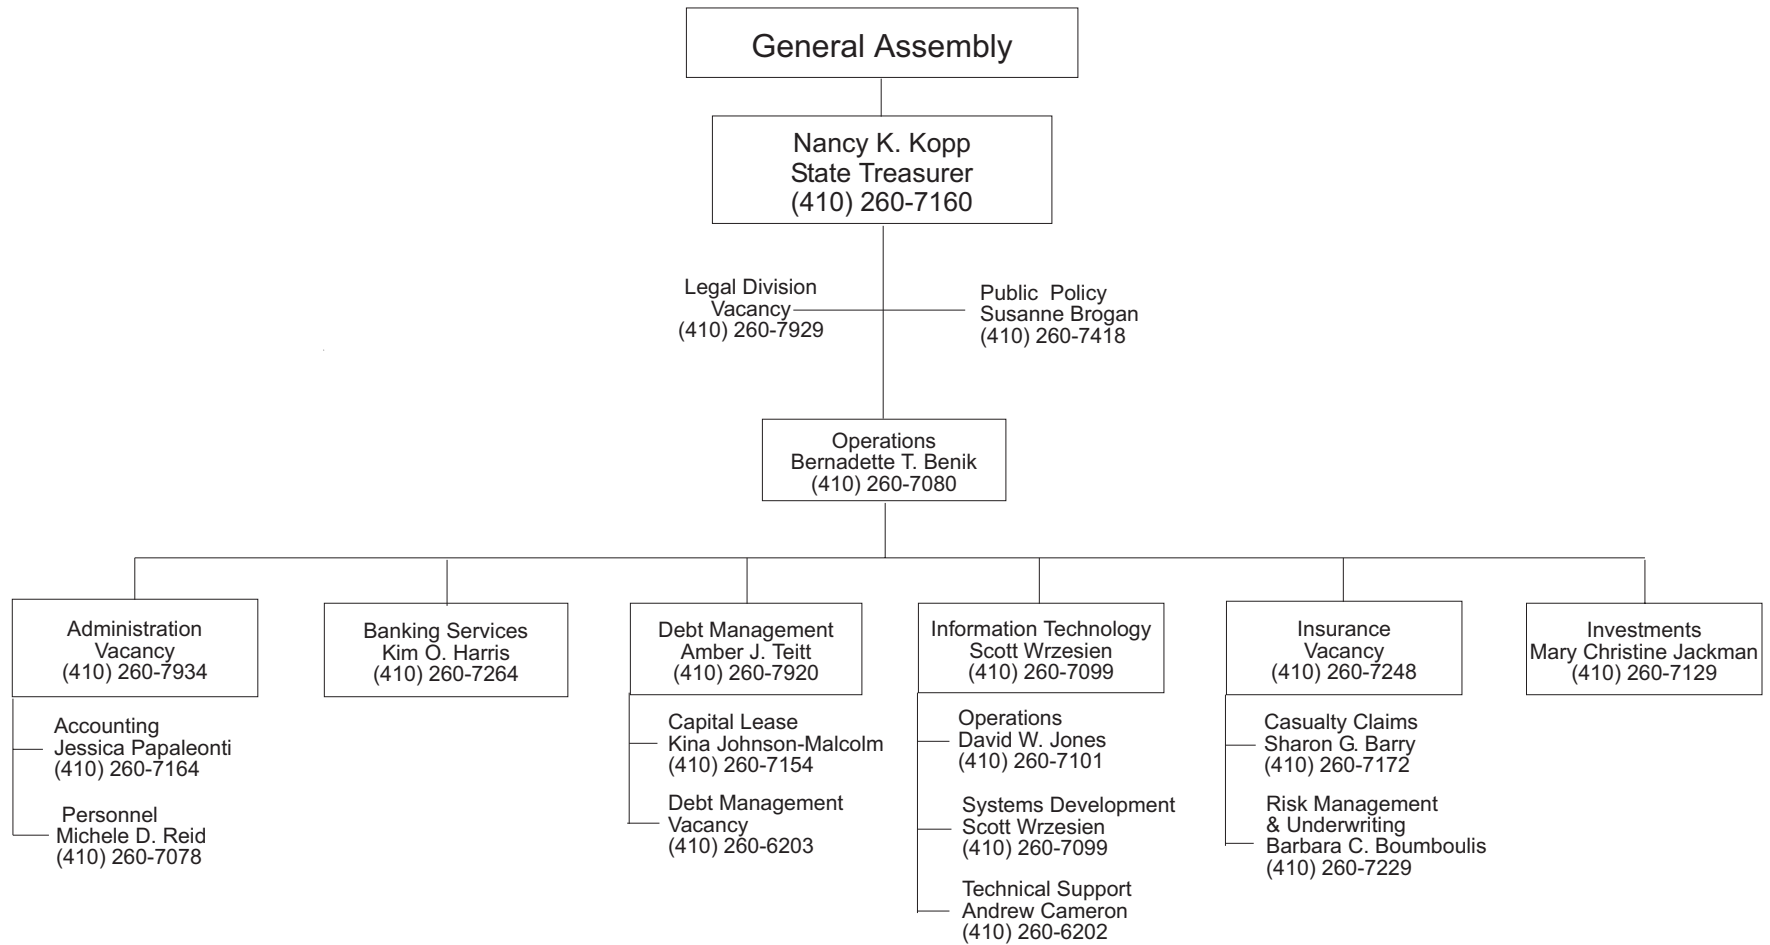 General Assembly
Nancy K. Kopp
State Treasurer
(410) 260-7160
Legal Division
Vacancy
(410) 260-7929
Public Policy
Susanne Brogan
(410) 260-7418
Operations
Bernadette T. Benik
(410) 260-7080
Administration
Vacancy
(410) 260-7934
Accounting
Jessica Papaleonti
(410) 260-7164
Personnel
Michele D. Reid
(410) 260-7078
Banking Services
Kim O. Harris
(410) 260-7264
Debt Management
Amber J. Teitt
(410) 260-7920
Capital Lease
Kina Johnson-Malcolm
(410) 260-7154
Debt Management
Vacancy
(410) 260-6203
Information Technology
Scott Wrzesien
(410) 260-7099
Operations
David W. Jones
(410) 260-7101
Systems Development
Scott Wrzesien
(410) 260-7099
Technical Support
Andrew Cameron
(410) 260-6202
Insurance
Vacancy
(410) 260-7248
Casualty Claims
Sharon G. Barry
(410) 260-7172
Risk Management
& Underwriting
Barbara C. Boumboulis
(410) 260-7229
Investments
Mary Christine Jackman
(410) 260-7129